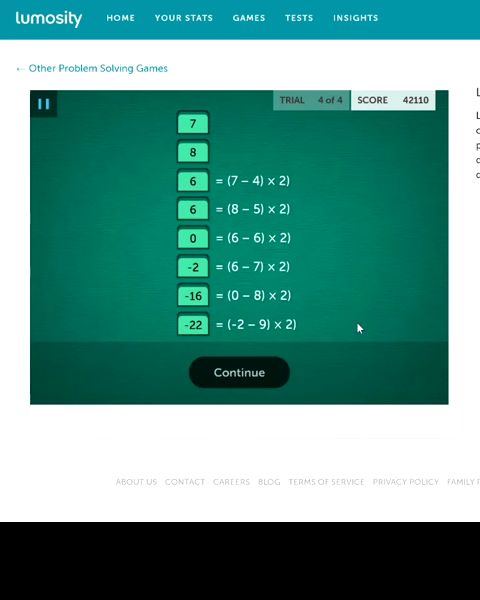 lumosity HOME YOUR STATS GAMES TESTS INSIGHTS
← Other Problem Solving Games
TRIAL 4 of 4 SCORE 42110
7
8
6 = (7 – 4) × 2)
6 = (8 – 5) × 2)
0 = (6 – 6) × 2)
-2 = (6 – 7) × 2)
-16 = (0 – 8) × 2)
-22 = (-2 – 9) × 2)
Continue
ABOUT US CONTACT CAREERS BLOG TERMS OF SERVICE PRIVACY POLICY FAMILY